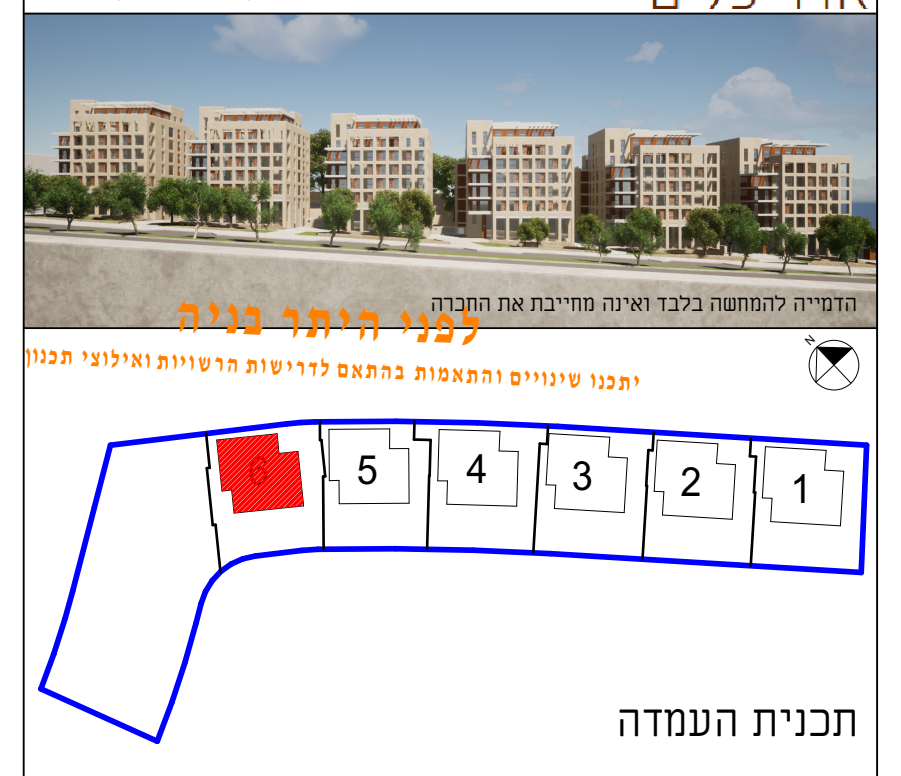 הדמייה להמחשה בלבד ואינה מחייבת את החברה
לפני היתר בניה
יתכנו שינויים והתאמות בהתאם לדרישות הרשויות ואילוצי תכנון
N
6 5 4 3 2 1
תכנית העמדה